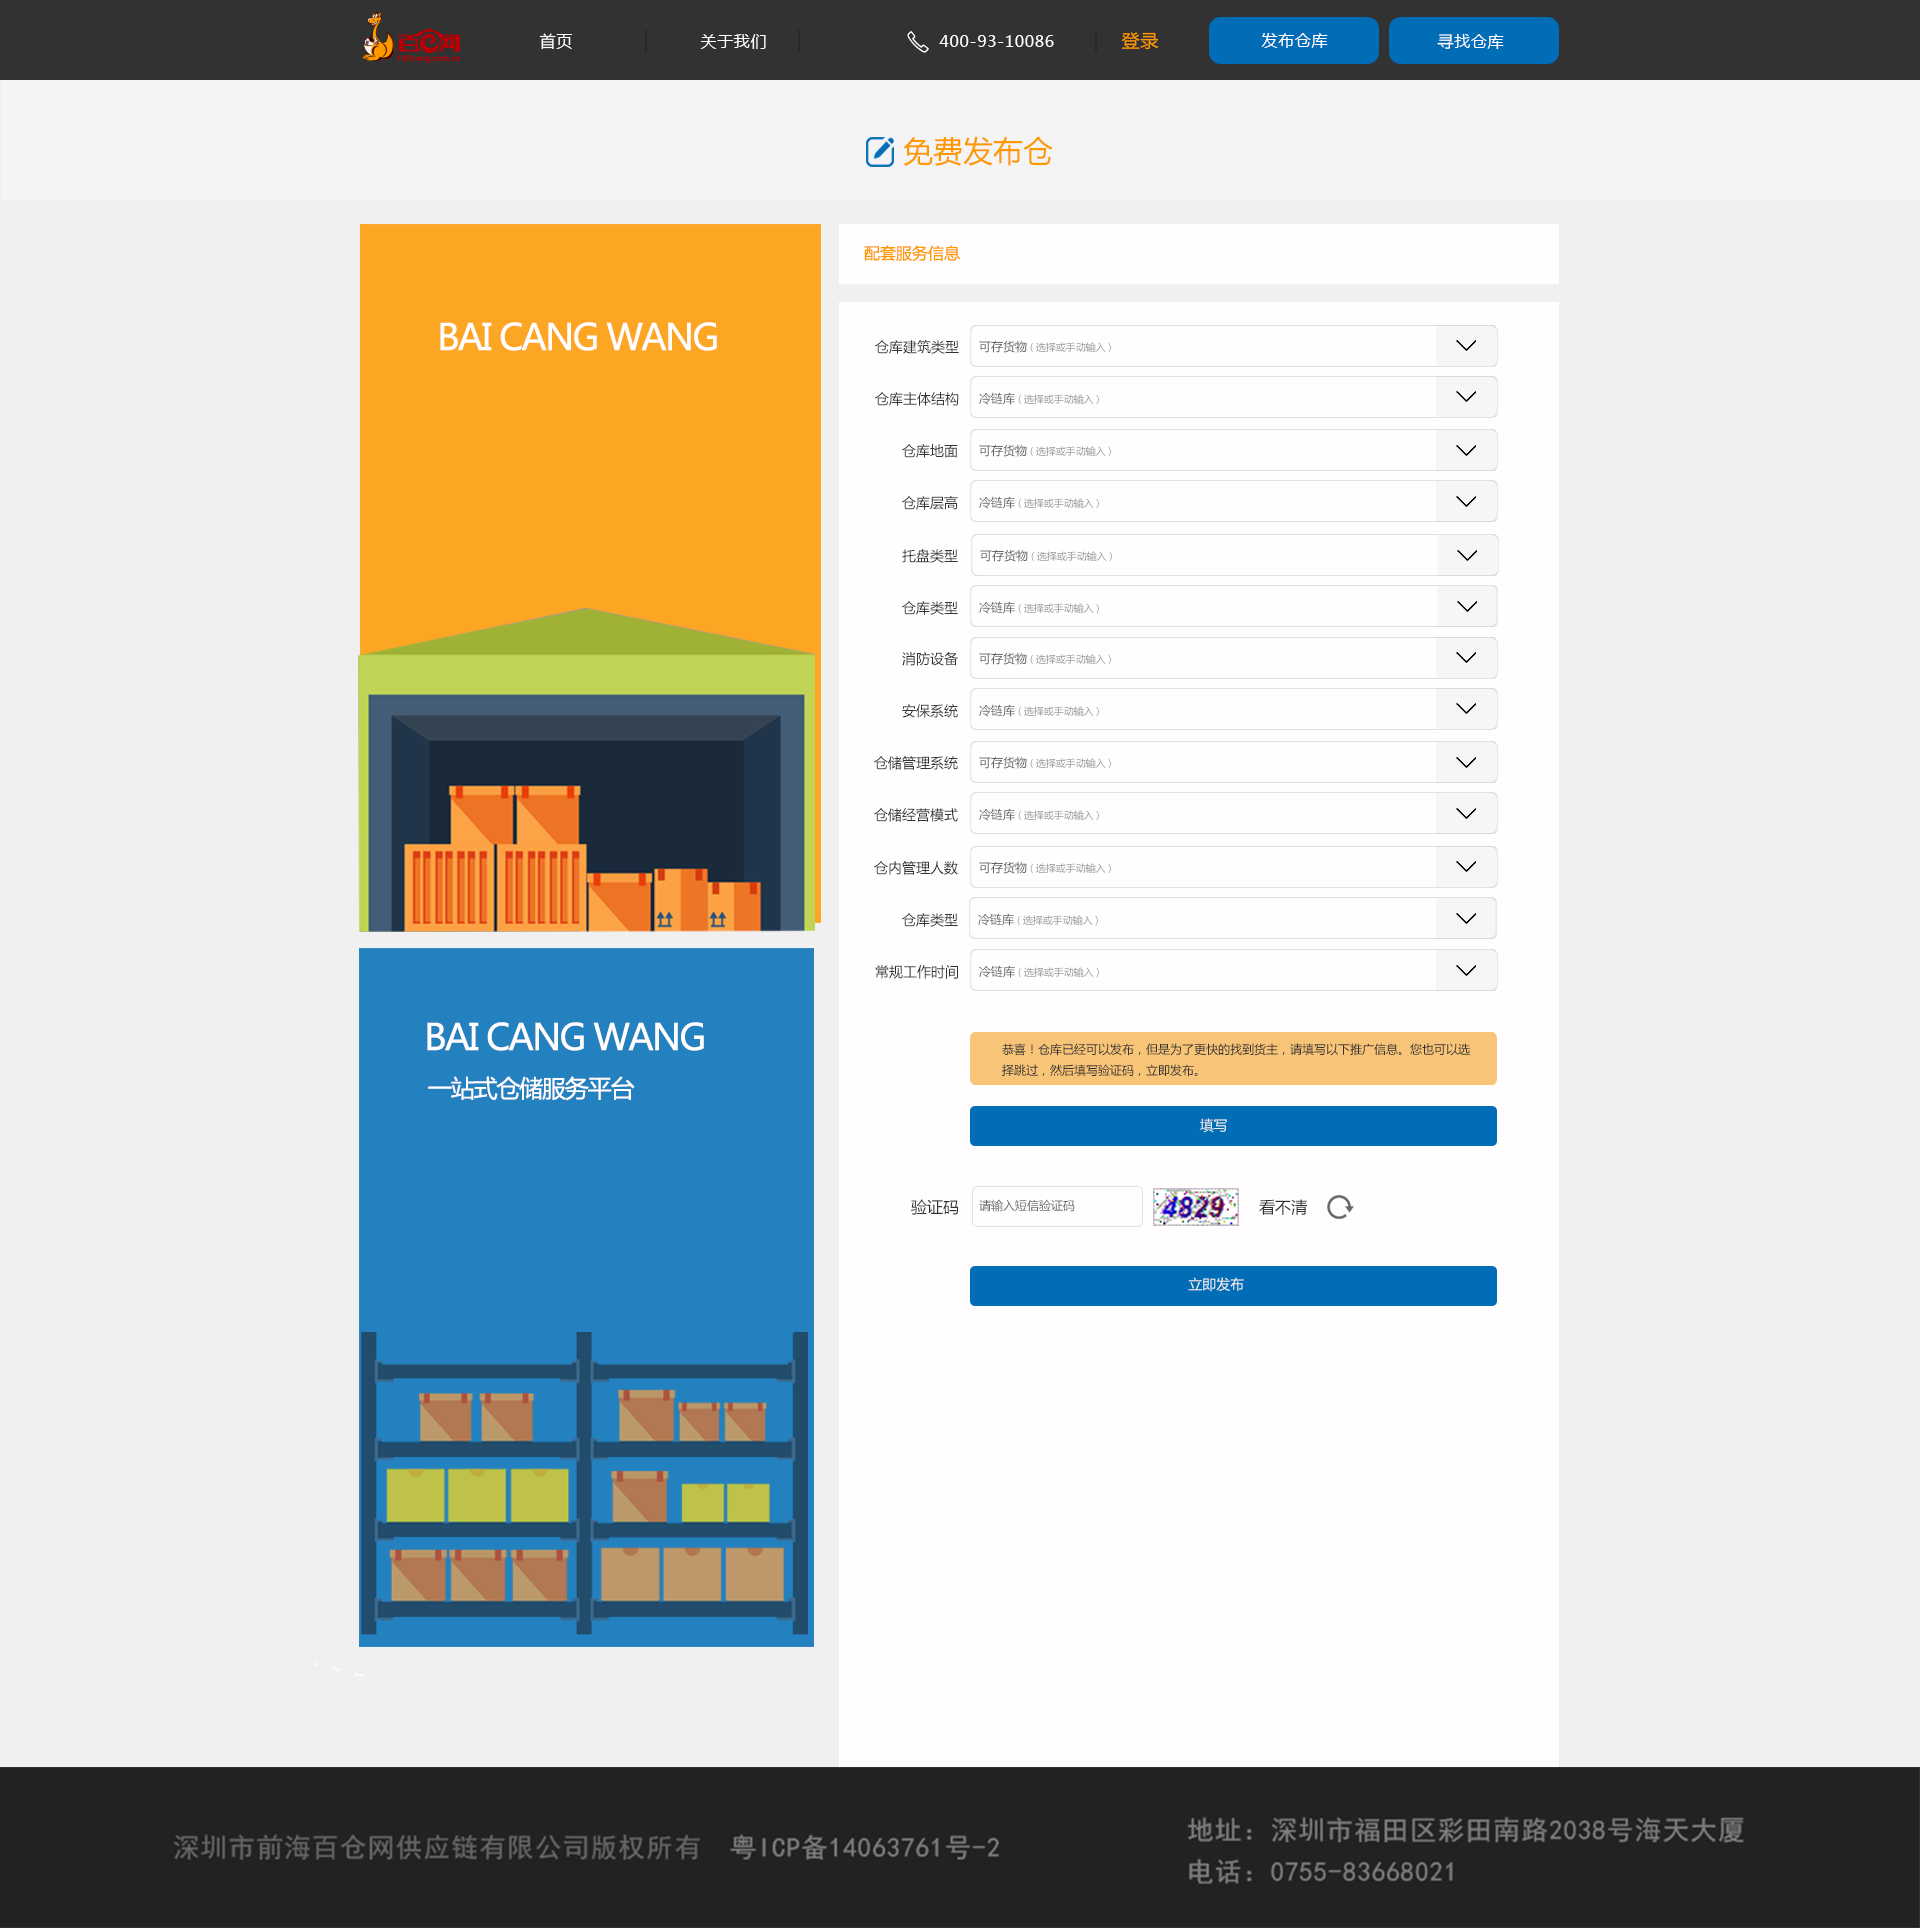 百e网
首页
关于我们
400-93-10086
登录
发布仓库
寻找仓库
免费发布仓
BAI CANG WANG
配套服务信息
仓库建筑类型 可存货物 ( 选择或手动输入 )
仓库主体结构 冷链库 ( 选择或手动输入 )
仓库地面 可存货物 ( 选择或手动输入 )
仓库层高 冷链库 ( 选择或手动输入 )
托盘类型 可存货物 ( 选择或手动输入 )
仓库类型 冷链库 ( 选择或手动输入 )
消防设备 可存货物 ( 选择或手动输入 )
安保系统 冷链库 ( 选择或手动输入 )
仓储管理系统 可存货物 ( 选择或手动输入 )
仓储经营模式 冷链库 ( 选择或手动输入 )
仓内管理人数 可存货物 ( 选择或手动输入 )
仓库类型 冷链库 ( 选择或手动输入 )
常规工作时间 冷链库 ( 选择或手动输入 )
BAI CANG WANG
一站式仓储服务平台
恭喜！仓库已经可以发布，但是为了更快的找到货主，请填写以下推广信息。您也可以选
择跳过，然后填写验证码，立即发布。
填写
验证码 请输入短信验证码 4829 看不清
立即发布
深圳市前海百仓网供应链有限公司版权所有 粤ICP备14063761号-2
地址：深圳市福田区彩田南路2038号海天大厦
电话：0755-83668021